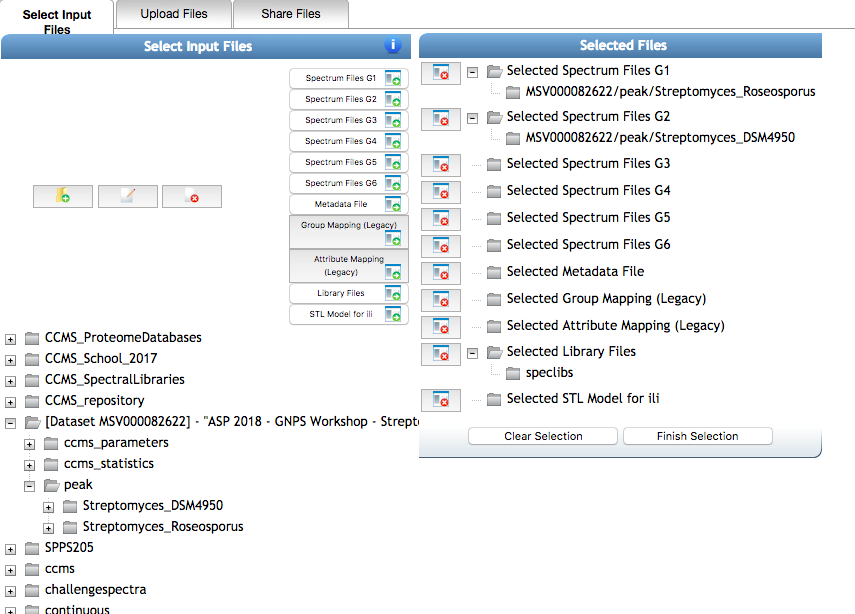 Select Input
Files
Upload Files
Share Files
Select Input Files
i
Spectrum Files G1
Spectrum Files G2
Spectrum Files G3
Spectrum Files G4
Spectrum Files G5
Spectrum Files G6
Metadata File
Group Mapping (Legacy)
Attribute Mapping
(Legacy)
Library Files
STL Model for ili
CCMS_ProteomeDatabases
CCMS_School_2017
CCMS_SpectralLibraries
CCMS_repository
[Dataset MSV000082622] - "ASP 2018 - GNPS Workshop - Strept
ccms_parameters
ccms_statistics
peak
Streptomyces_DSM4950
Streptomyces_Roseosporus
SPPS205
ccms
challengespectra
continuous
Selected Files
Selected Spectrum Files G1
MSV000082622/peak/Streptomyces_Roseosporus
Selected Spectrum Files G2
MSV000082622/peak/Streptomyces_DSM4950
Selected Spectrum Files G3
Selected Spectrum Files G4
Selected Spectrum Files G5
Selected Spectrum Files G6
Selected Metadata File
Selected Group Mapping (Legacy)
Selected Attribute Mapping (Legacy)
Selected Library Files
speclibs
Selected STL Model for ili
Clear Selection
Finish Selection